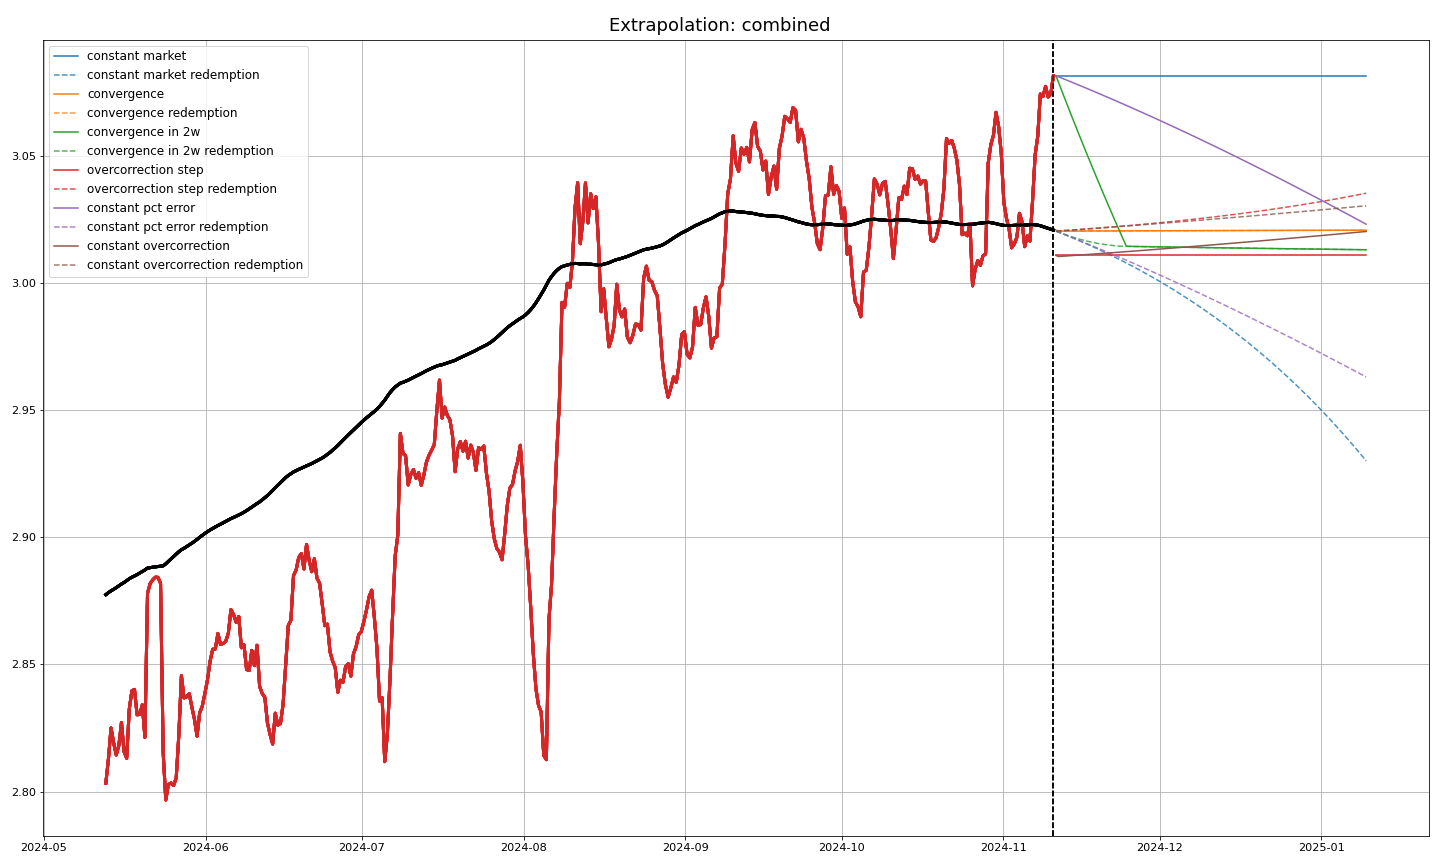 Extrapolation: combined
constant market
constant market redemption
convergence
convergence redemption
convergence in 2w
convergence in 2w redemption
overcorrection step
overcorrection step redemption
constant pct error
constant pct error redemption
constant overcorrection
constant overcorrection redemption
3.05
3.00
2.95
2.90
2.85
2.80
2024-05 2024-06 2024-07 2024-08 2024-09 2024-10 2024-11 2024-12 2025-01